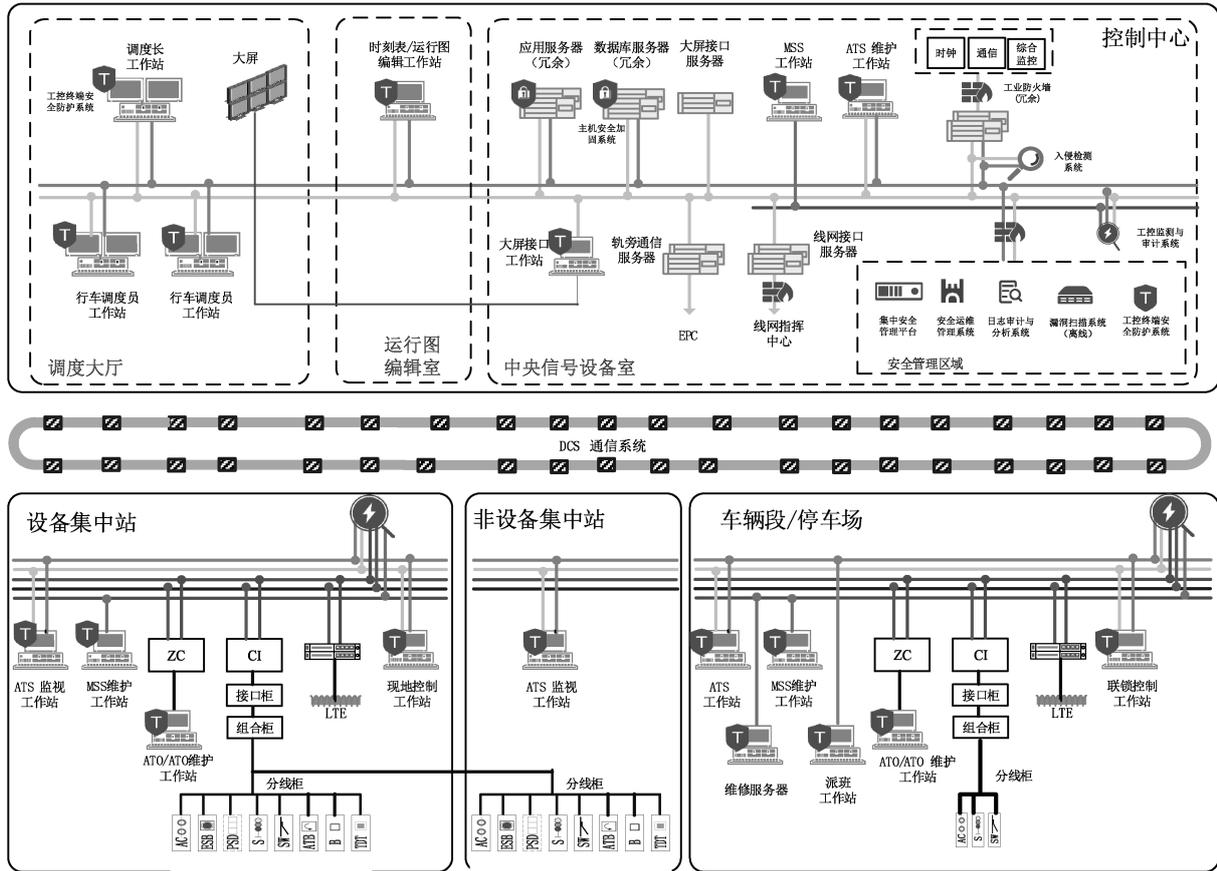 控制中心
调度长
工作站
工控终端安
全防护系统
大屏
时刻表/运行图
编辑工作站
应用服务器
（冗余）
数据库服务器
（冗余）
主机安全加
固系统
大屏接口
服务器
MSS
工作站
ATS 维护
工作站
时钟
通信
综合
监控
工业防火墙
(冗余)
入侵检测
系统
行车调度员
工作站
行车调度员
工作站
大屏接口
工作站
轨旁通信
服务器
EPC
线网接口
服务器
线网指挥
中心
工控监测与
审计系统
集中安全
管理平台
安全运维
管理系统
日志审计与
分析系统
漏洞扫描系统
（离线）
工控终端安
全防护系统
安全管理区域
调度大厅
运行图
编辑室
中央信号设备室
DCS 通信系统
设备集中站
ATS 监视
工作站
MSS维护
工作站
ZC
ATO/ATO维护
工作站
CI
接口柜
组合柜
LTE
现地控制
工作站
分线柜
AC
ESB
PSD
S
SW
ATB
B
TDT
非设备集中站
ATS 监视
工作站
分线柜
AC
ESB
PSD
S
SW
ATB
B
TDT
车辆段/停车场
ATS
工作站
MSS维护
工作站
维修服务器
派班
工作站
ZC
ATO/ATO 维护
工作站
CI
接口柜
组合柜
LTE
联锁控制
工作站
分线柜
AC
S
SW